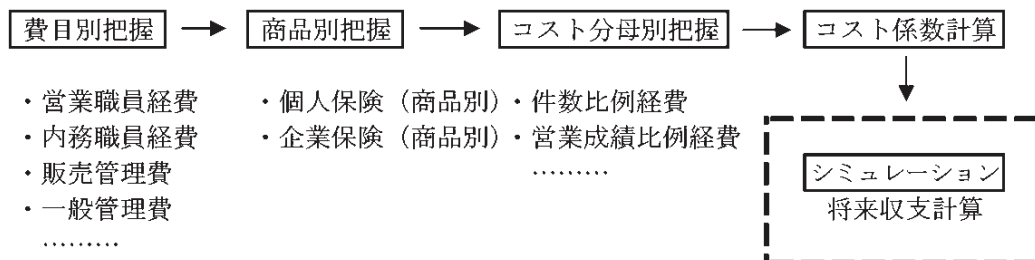 費目別把握 → 商品別把握 → コスト分母別把握 → コスト係数計算
・営業職員経費
・内務職員経費
・販売管理費
・一般管理費
………
・個人保険（商品別）
・企業保険（商品別）
・件数比例経費
・営業成績比例経費
………
シミュレーション
将来収支計算